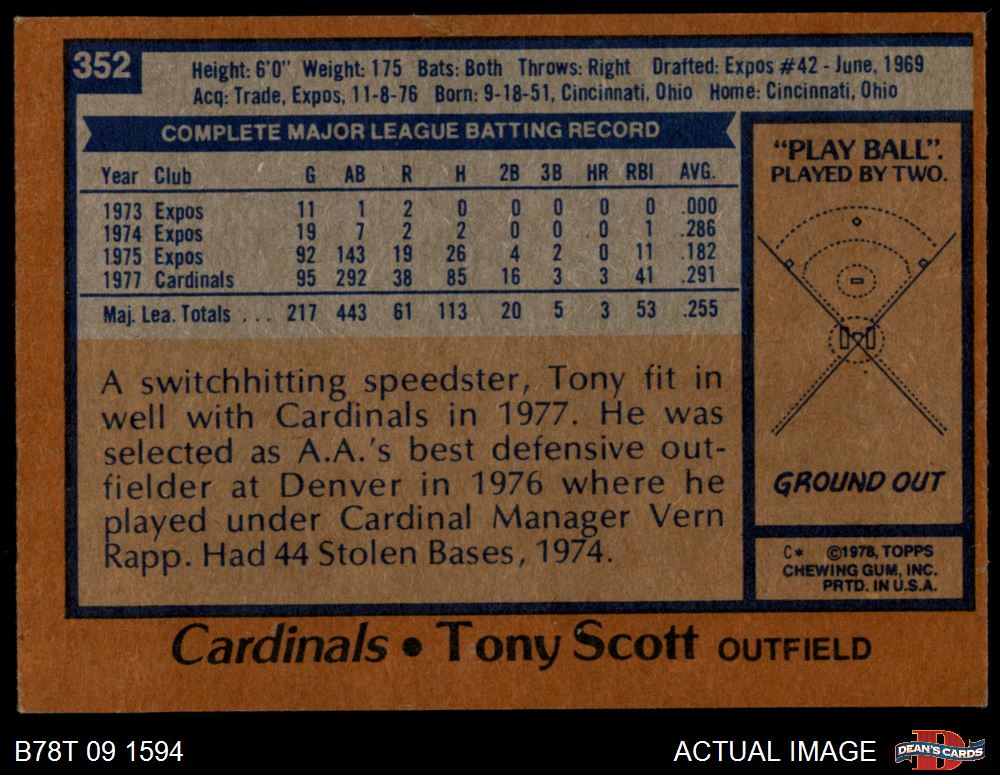 352
Height: 6'0" Weight: 175 Bats: Both Throws: Right Drafted: Expos #42 - June, 1969
Acq: Trade, Expos, 11-8-76 Born: 9-18-51, Cincinnati, Ohio Home: Cincinnati, Ohio
COMPLETE MAJOR LEAGUE BATTING RECORD
Year Club G AB R H 2B 3B HR RBI AVG.
1973 Expos 11 1 2 0 0 0 0 0 .000
1974 Expos 19 7 2 2 0 0 0 1 .286
1975 Expos 92 143 19 26 4 2 0 11 .182
1977 Cardinals 95 292 38 85 16 3 3 41 .291
Maj. Lea. Totals . . . 217 443 61 113 20 5 3 53 .255
A switchhitting speedster, Tony fit in
well with Cardinals in 1977. He was
selected as A.A.'s best defensive out-
fielder at Denver in 1976 where he
played under Cardinal Manager Vern
Rapp. Had 44 Stolen Bases, 1974.
"PLAY BALL".
PLAYED BY TWO.
GROUND OUT
C* ©1978, TOPPS
CHEWING GUM, INC.
PRTD. IN U.S.A.
Cardinals • Tony Scott OUTFIELD
B78T 09 1594
ACTUAL IMAGE
DEAN'S CARDS